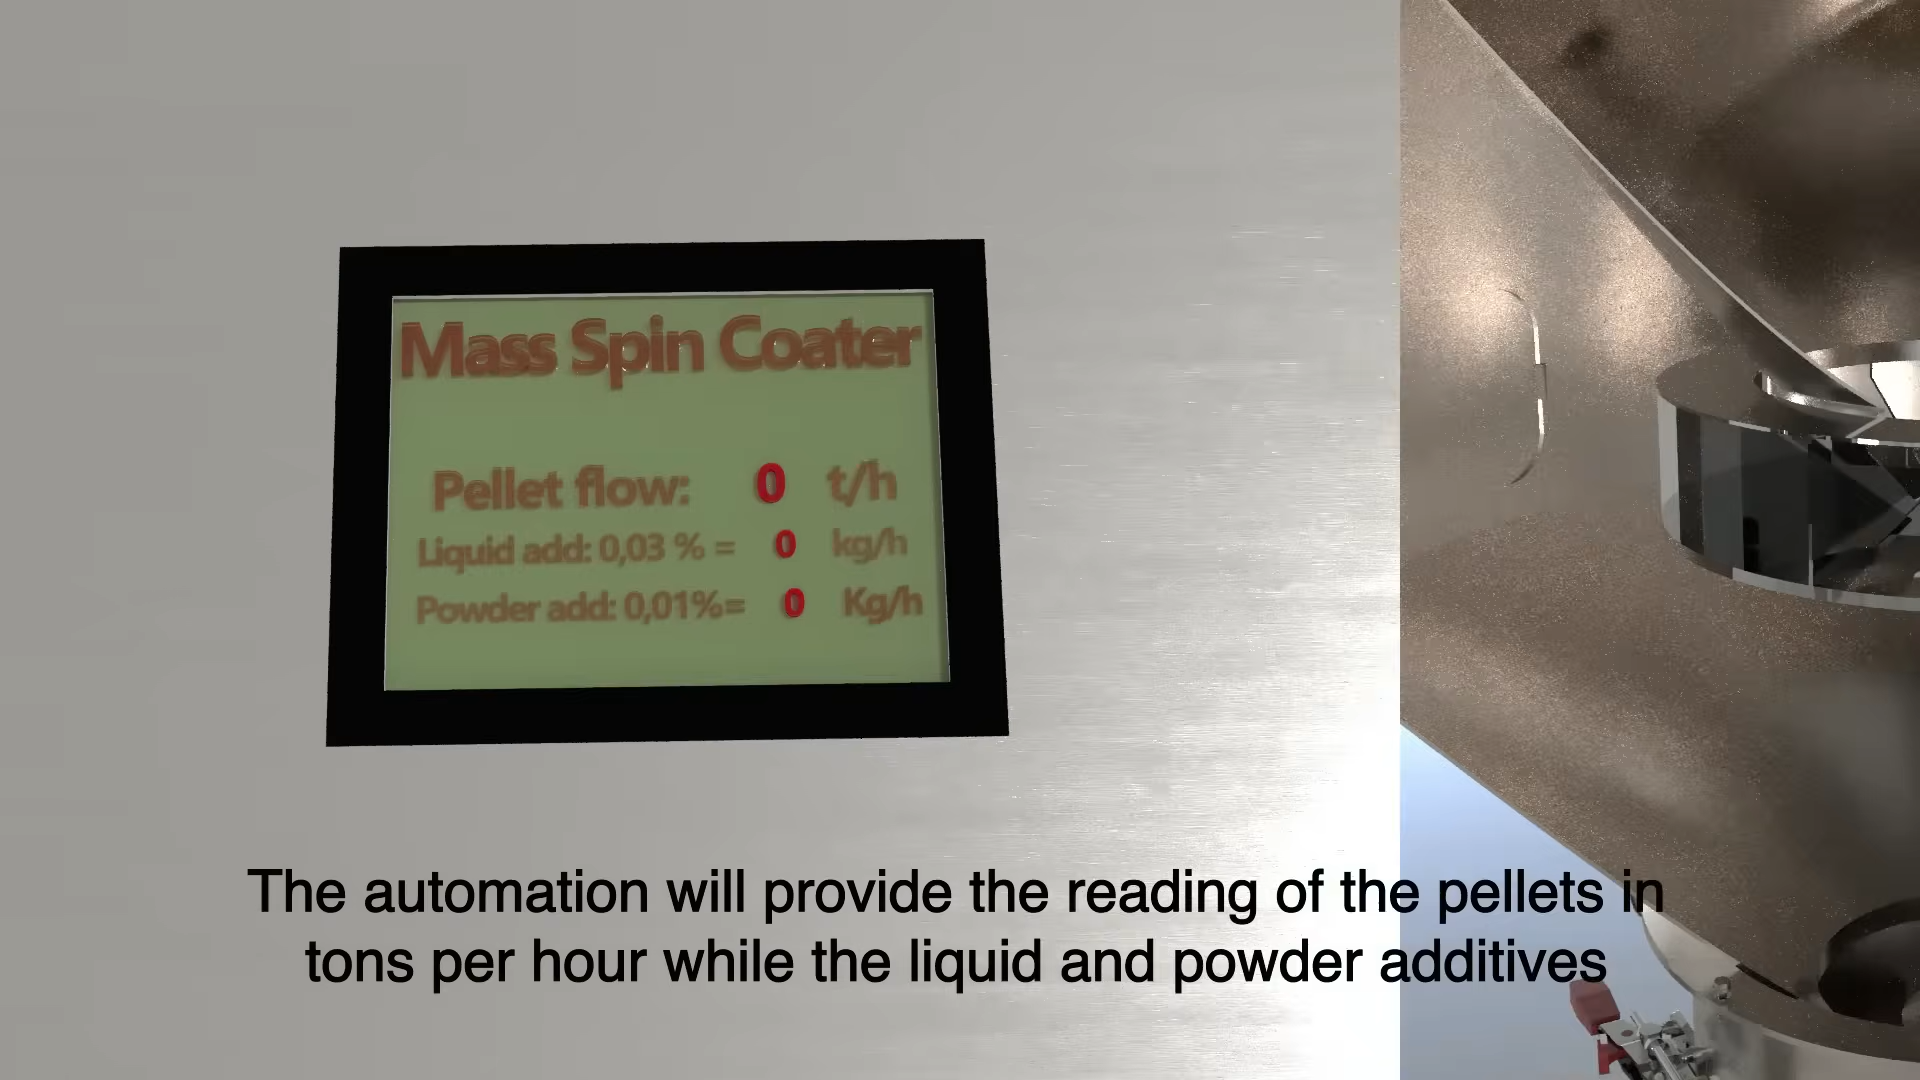 Mass Spin Coater
Pellet flow: 0 t/h
Liquid add: 0,03 % = 0 kg/h
Powder add: 0,01%= 0 Kg/h
The automation will provide the reading of the pellets in
tons per hour while the liquid and powder additives